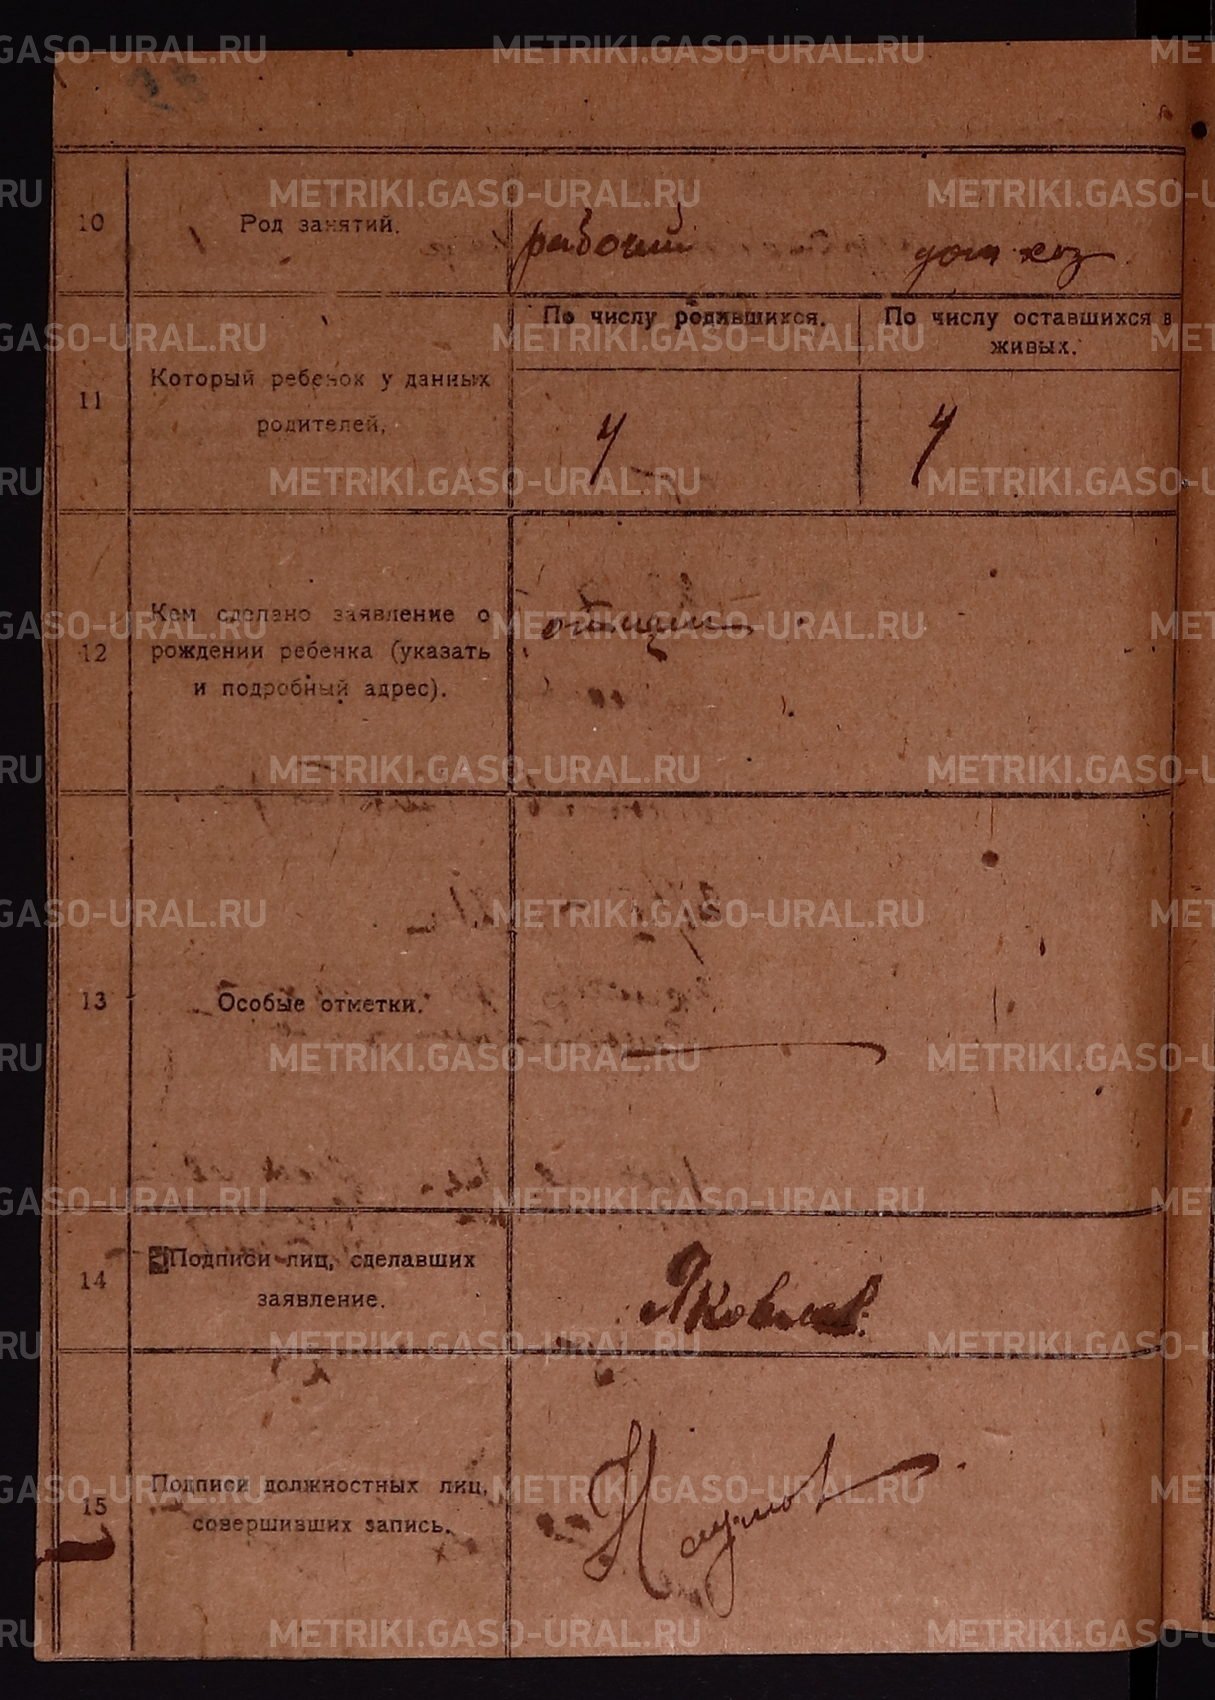 10
Род занятий.
рабочий
дом хоз
11
Который ребенок у данных
родителей.
По числу родившихся.
По числу оставшихся в
живых.
4
4
12
Кем сделано заявление о
рождении ребенка (указать
и подробный адрес).
отцом
13
Особые отметки.
14
Подписи лиц, сделавших
заявление.
Яковлев
15
Подписи должностных лиц,
совершивших запись.
Наумов
METRIKI.GASO-URAL.RU